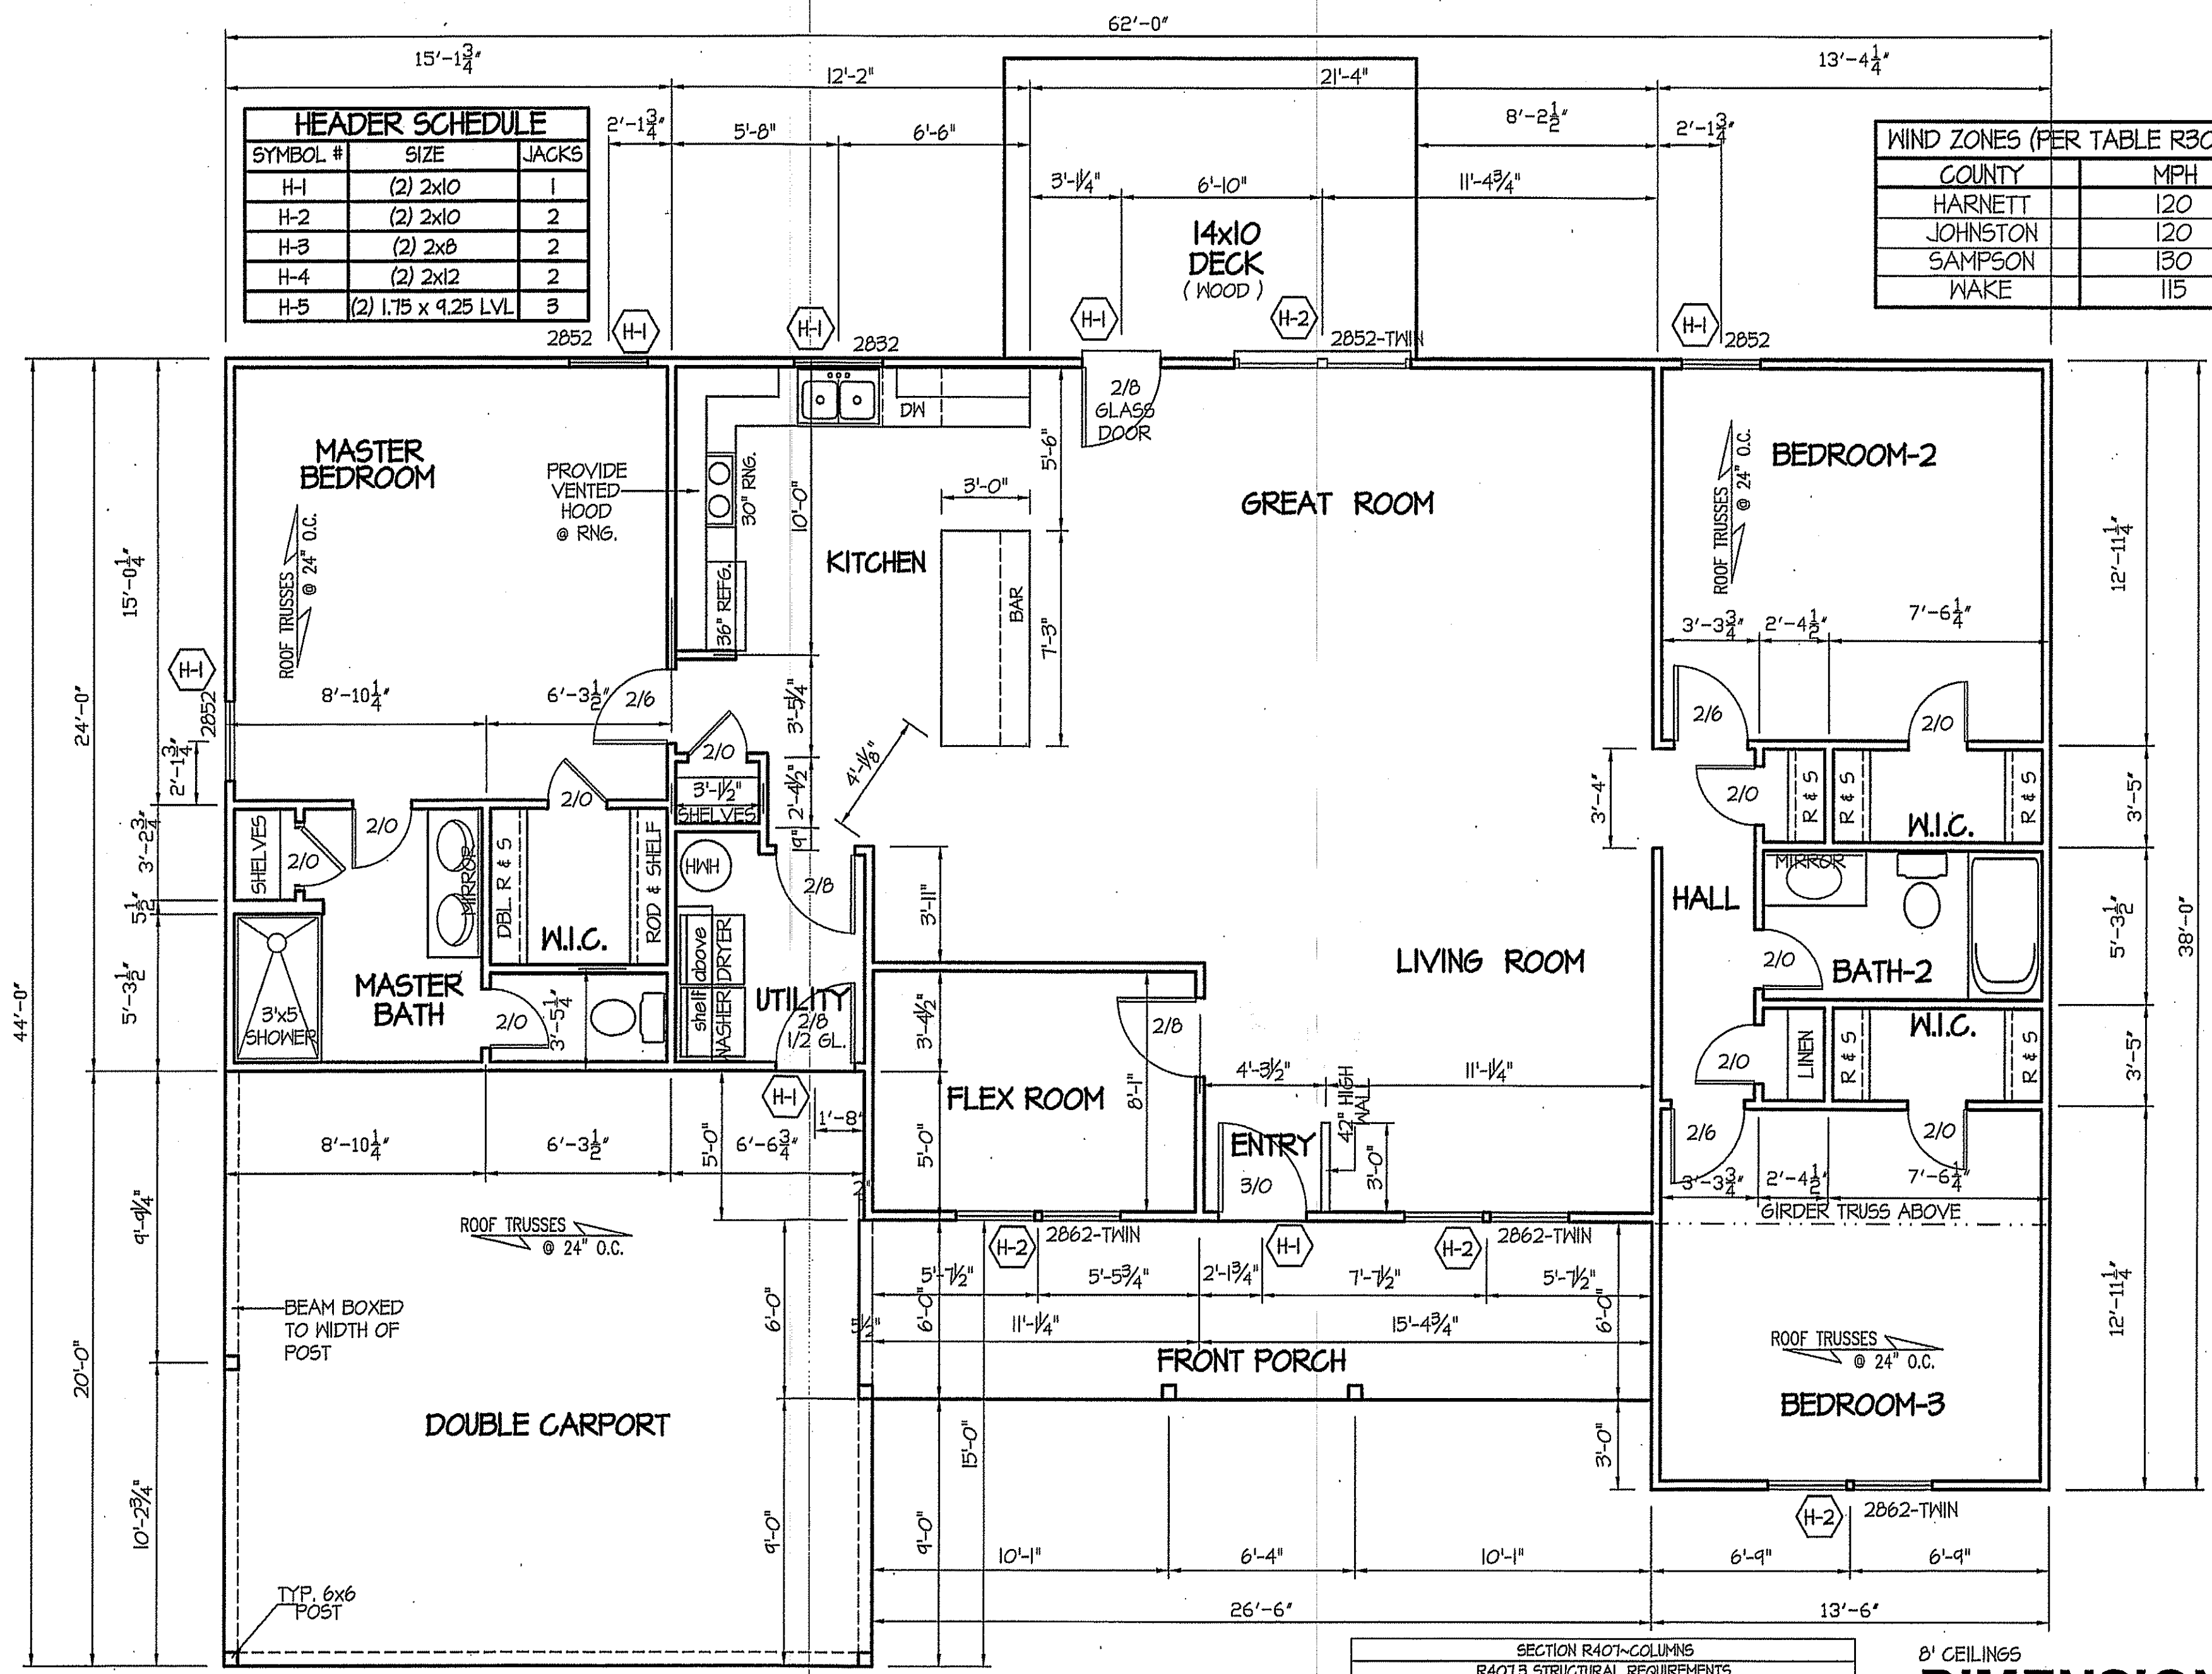 62'-0"
15'-1 3/4"
12'-2"
21'-4"
13'-4 1/4"
HEADER SCHEDULE
SYMBOL # SIZE JACKS
H-1 (2) 2x10 1
H-2 (2) 2x10 2
H-3 (2) 2x8 2
H-4 (2) 2x12 2
H-5 (2) 1.75 x 9.25 LVL 3
2'-1 3/4"
5'-8"
6'-6"
8'-2 1/2"
2'-1 3/4"
3'-1/4"
6'-10"
11'-4 3/4"
14x10
DECK
( WOOD )
WIND ZONES (PER TABLE R30
COUNTY MPH
HARNETT 120
JOHNSTON 120
SAMPSON 130
WAKE 115
H-1
2852
H-1
2832
H-1
H-2
2852-TWIN
H-1
2852
DW
2/8
GLASS
DOOR
MASTER
BEDROOM
ROOF TRUSSES
@ 24" O.C.
PROVIDE
VENTED
HOOD
@ RNG.
30" RNG.
36" REFG.
10'-0"
KITCHEN
3'-0"
5'-6"
BAR
7'-3"
GREAT ROOM
BEDROOM-2
ROOF TRUSSES
@ 24" O.C.
3'-3 3/4"
2'-4 1/2"
7'-6 1/4"
12'-11 1/4"
15'-0 1/4"
24'-0"
H-1
2852
2'-1 3/4"
8'-10 1/4"
6'-3 1/2"
2/6
3'-5 1/4"
2/0
3'-1/2"
SHELVES
2'-4 1/2"
9"
4'-1 1/8"
2/6
2/0
3'-4"
2/0
R & S
R & S
W.I.C.
R & S
3'-5"
3'-2 3/4"
5 1/2"
5'-3 1/2"
44'-0"
SHELVES
2/0
2/0
MIRROR
2/0
DBL. R & S
W.I.C.
ROD & SHELF
HWH
2/8
shelf above
WASHER DRYER
UTILITY
2/8
1/2 GL.
3'x5'
SHOWER
MASTER
BATH
2/0
3'-5 1/4"
3'-11"
LIVING ROOM
HALL
MIRROR
2/0
BATH-2
5'-3 1/2"
38'-0"
2/0
LINEN
R & S
W.I.C.
R & S
3'-5"
3'-4 1/2"
FLEX ROOM
8'-1"
2/8
4'-3 1/2"
11'-1/4"
42" HIGH
WALL
ENTRY
3/0
3'-0"
5'-0"
H-1
1'-8"
5'-0"
8'-10 1/4"
6'-3 1/2"
6'-6 3/4"
2/6
2/0
3'-3 3/4"
2'-4 1/2"
7'-6 1/4"
GIRDER TRUSS ABOVE
2"
ROOF TRUSSES
@ 24" O.C.
9'-9 1/4"
20'-0"
BEAM BOXED
TO WIDTH OF
POST
H-2
2862-TWIN
H-1
H-2
2862-TWIN
5'-7 1/2"
5'-5 3/4"
2'-1 3/4"
7'-7 1/2"
5'-7 1/2"
6'-0"
6'-0"
6'-0"
5 1/2"
11'-1/4"
15'-4 3/4"
FRONT PORCH
12'-11 1/4"
ROOF TRUSSES
@ 24" O.C.
BEDROOM-3
DOUBLE CARPORT
10'-2 3/4"
15'-0"
9'-0"
9'-0"
3'-0"
H-2
2862-TWIN
10'-1"
6'-4"
10'-1"
6'-9"
6'-9"
26'-6"
13'-6"
TYP. 6x6
POST
SECTION R407~COLUMNS
R407.3 STRUCTURAL REQUIREMENTS
8' CEILINGS